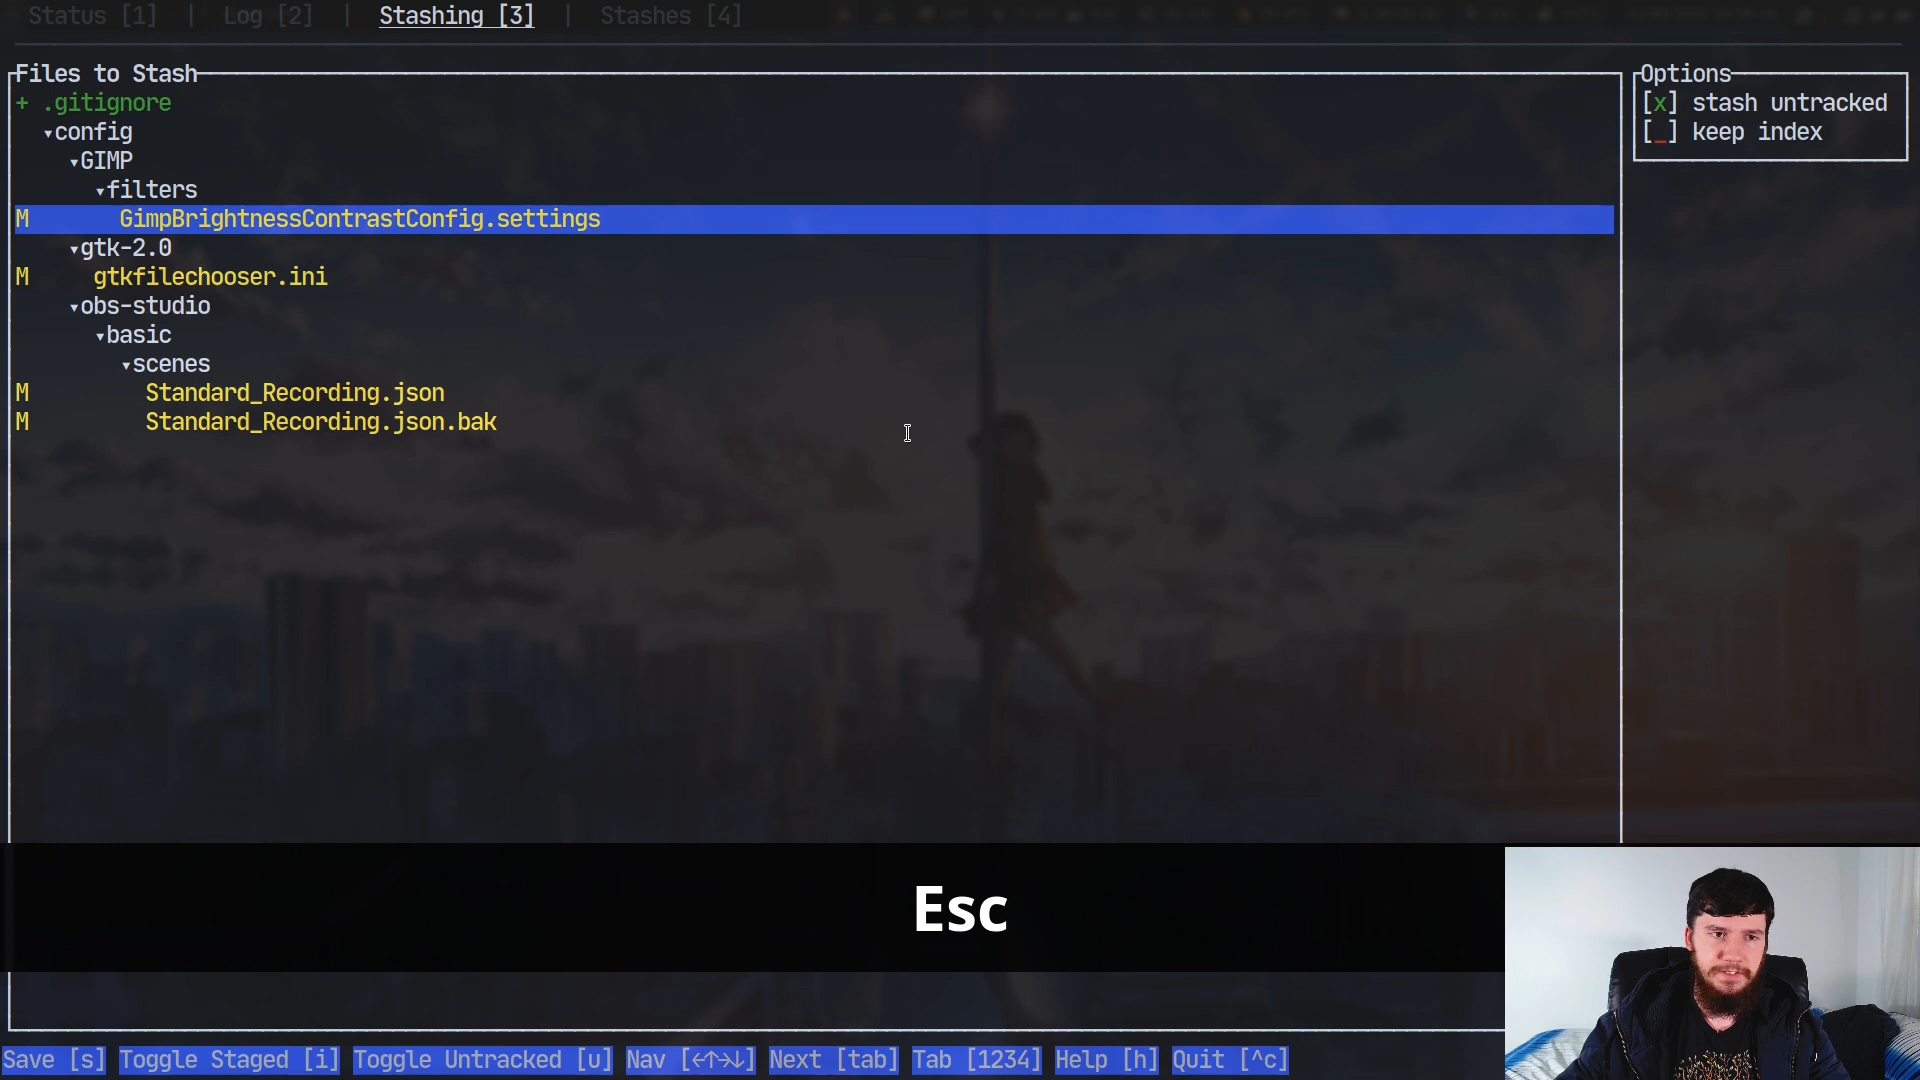 Status [1] | Log [2] | Stashing [3] | Stashes [4]
Files to Stash
+ .gitignore
▾config
▾GIMP
▾filters
M GimpBrightnessContrastConfig.settings
▾gtk-2.0
M gtkfilechooser.ini
▾obs-studio
▾basic
▾scenes
M Standard_Recording.json
M Standard_Recording.json.bak
Options
[x] stash untracked
[_] keep index
Esc
Save [s] Toggle Staged [i] Toggle Untracked [u] Nav [←↑→↓] Next [tab] Tab [1234] Help [h] Quit [^c]